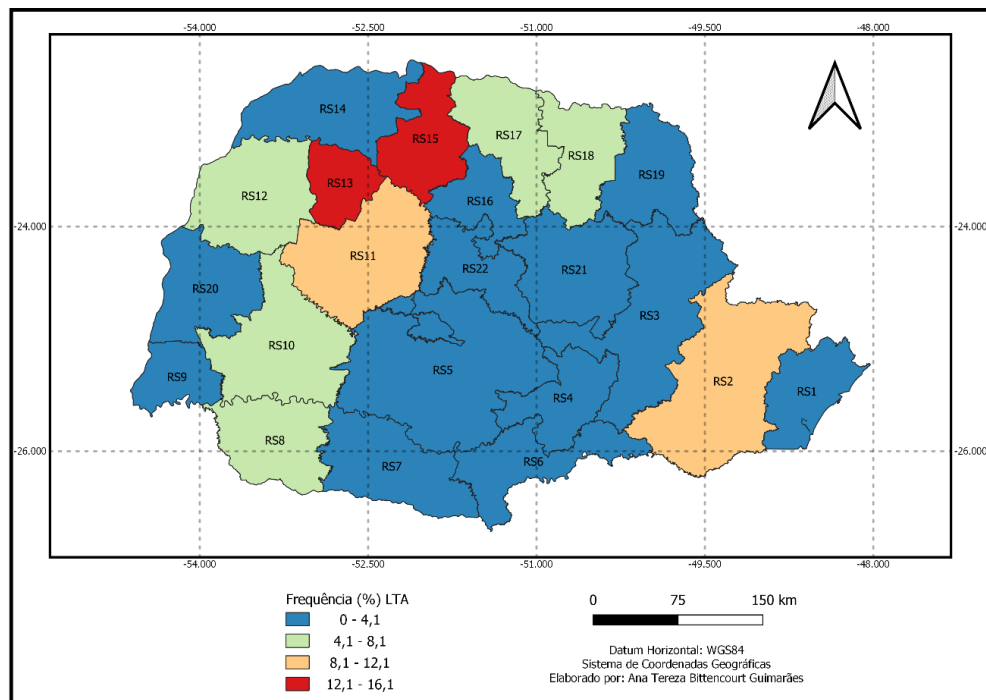 -54.000 -52.500 -51.000 -49.500 -48.000
RS14
RS15
RS17
RS18
RS13
RS19
RS12
RS16
-24.000 -24.000
RS11
RS22
RS21
RS20
RS3
RS10
RS5
RS9
RS2
RS1
RS4
RS8
RS7
RS6
-26.000 -26.000
-54.000 -52.500 -51.000 -49.500 -48.000
Frequência (%) LTA
0 - 4,1
4,1 - 8,1
8,1 - 12,1
12,1 - 16,1
0 75 150 km
Datum Horizontal: WGS84
Sistema de Coordenadas Geográficas
Elaborado por: Ana Tereza Bittencourt Guimarães